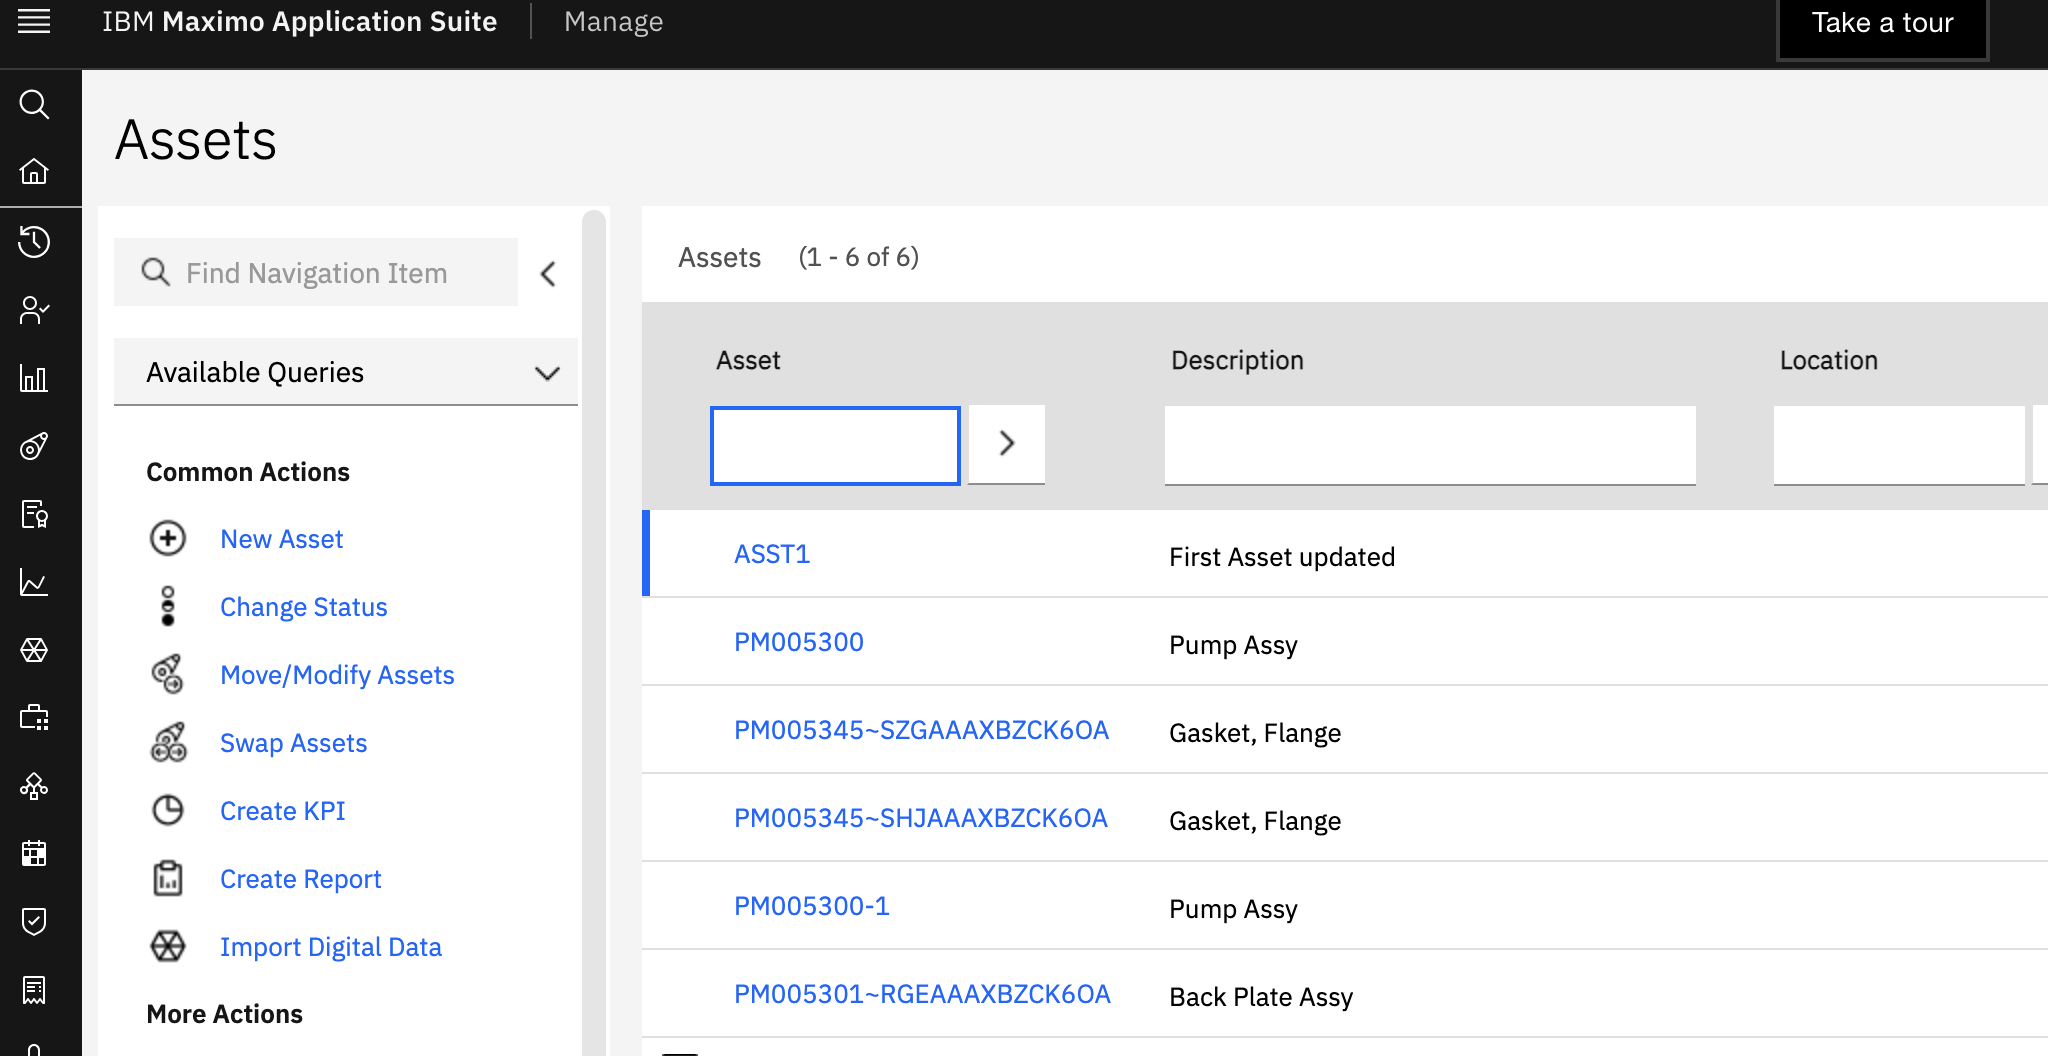 IBM Maximo Application Suite | Manage
Take a tour
Assets
Find Navigation Item
Available Queries
Common Actions
New Asset
Change Status
Move/Modify Assets
Swap Assets
Create KPI
Create Report
Import Digital Data
More Actions
Assets (1 - 6 of 6)
Asset Description Location
ASST1 First Asset updated
PM005300 Pump Assy
PM005345~SZGAAAXBZCK6OA Gasket, Flange
PM005345~SHJAAAXBZCK6OA Gasket, Flange
PM005300-1 Pump Assy
PM005301~RGEAAAXBZCK6OA Back Plate Assy